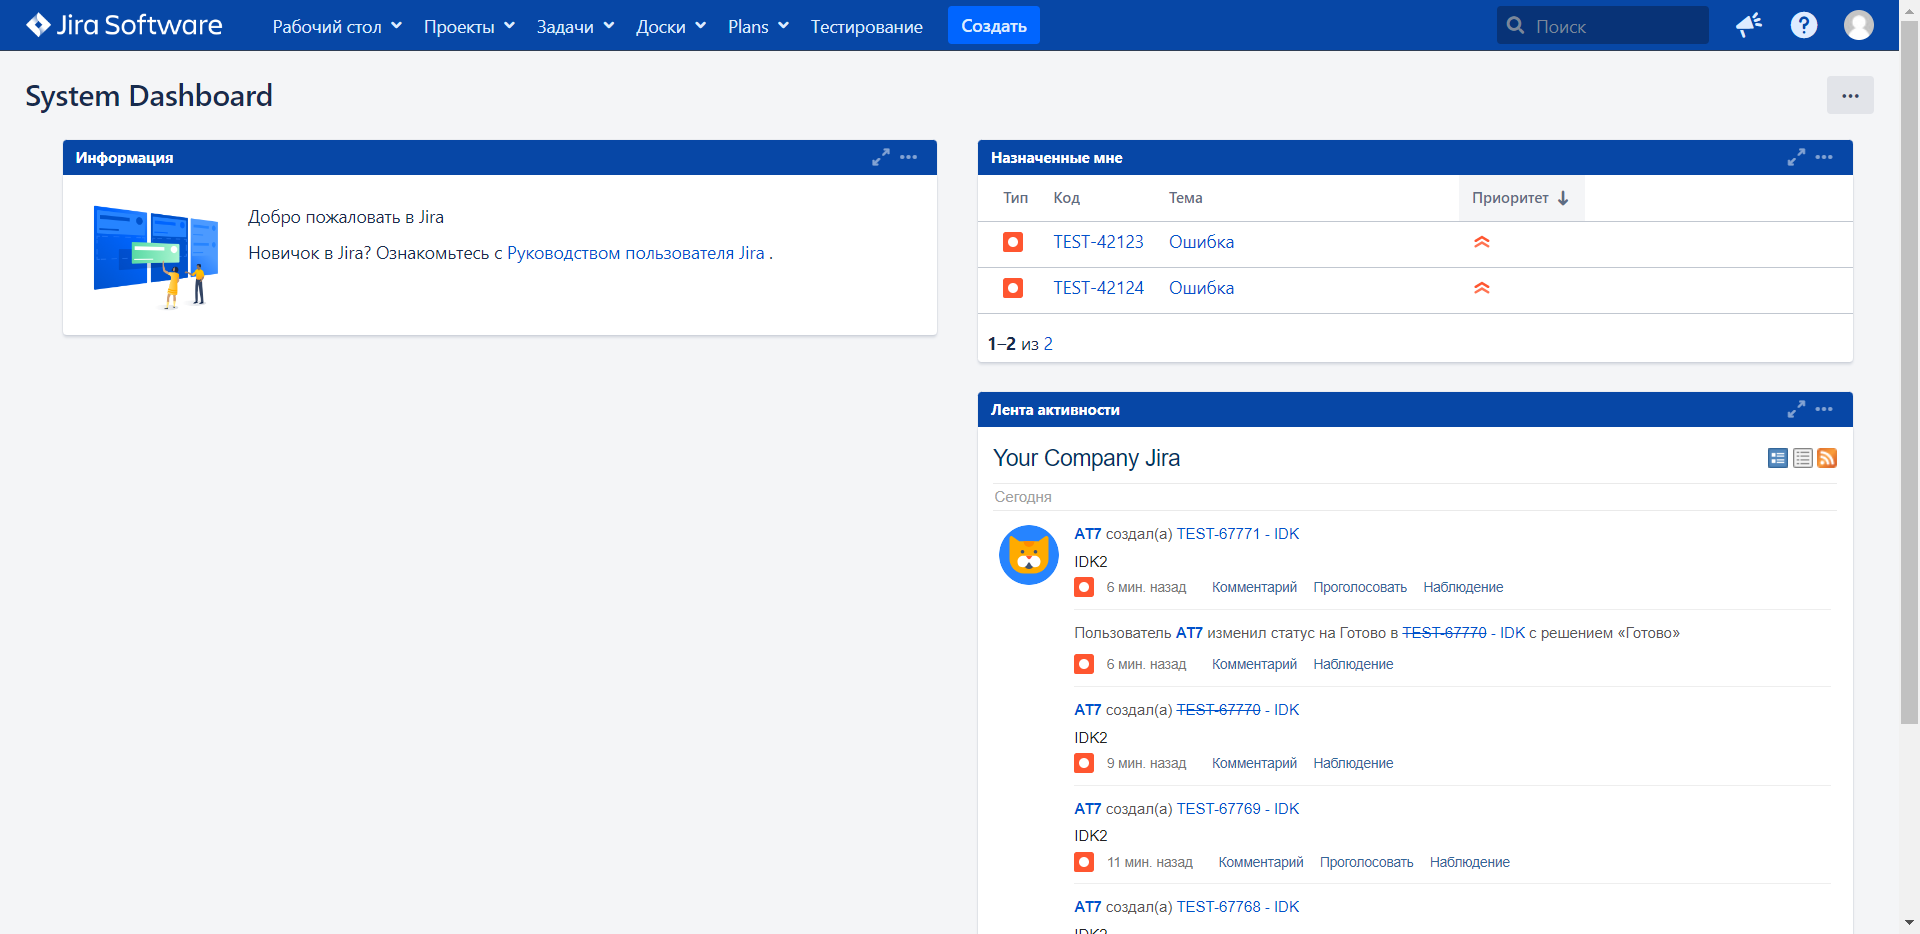 Jira Software Рабочий стол Проекты Задачи Доски Plans Тестирование Создать Поиск ?
System Dashboard
Информация
Добро пожаловать в Jira
Новичок в Jira? Ознакомьтесь с Руководством пользователя Jira .
Назначенные мне
Тип Код Тема Приоритет
TEST-42123 Ошибка
TEST-42124 Ошибка
1–2 из 2
Лента активности
Your Company Jira
Сегодня
AT7 создал(а) TEST-67771 - IDK
IDK2
6 мин. назад Комментарий Проголосовать Наблюдение
Пользователь AT7 изменил статус на Готово в TEST-67770 - IDK с решением «Готово»
6 мин. назад Комментарий Наблюдение
AT7 создал(а) TEST-67770 - IDK
IDK2
9 мин. назад Комментарий Наблюдение
AT7 создал(а) TEST-67769 - IDK
IDK2
11 мин. назад Комментарий Проголосовать Наблюдение
AT7 создал(а) TEST-67768 - IDK
IDK2